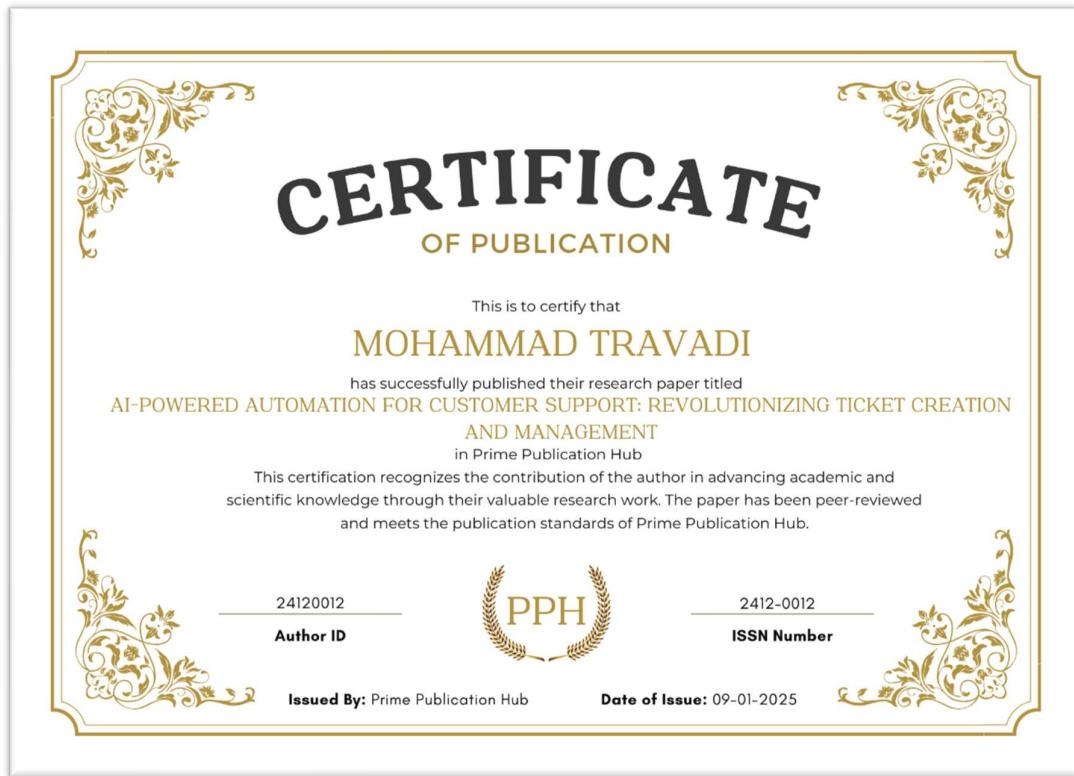 CERTIFICATE
OF PUBLICATION
This is to certify that
MOHAMMAD TRAVADI
has successfully published their research paper titled
AI-POWERED AUTOMATION FOR CUSTOMER SUPPORT: REVOLUTIONIZING TICKET CREATION
AND MANAGEMENT
in Prime Publication Hub
This certification recognizes the contribution of the author in advancing academic and
scientific knowledge through their valuable research work. The paper has been peer-reviewed
and meets the publication standards of Prime Publication Hub.
24120012
Author ID
PPH
2412-0012
ISSN Number
Issued By: Prime Publication Hub
Date of Issue: 09-01-2025